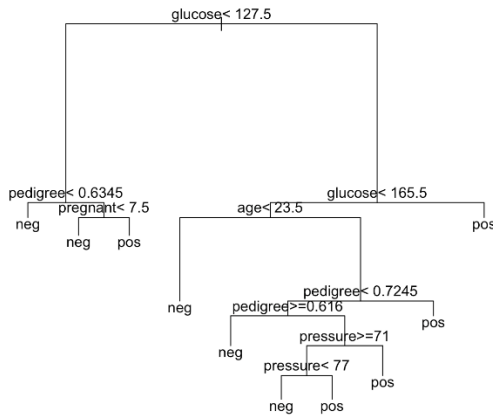 glucose< 127.5
pedigree< 0.6345
glucose< 165.5
neg
pregnant< 7.5
age< 23.5
pos
neg
pos
neg
pedigree< 0.7245
pedigree>=0.616
pos
neg
pressure>=71
pressure< 77
pos
neg
pos